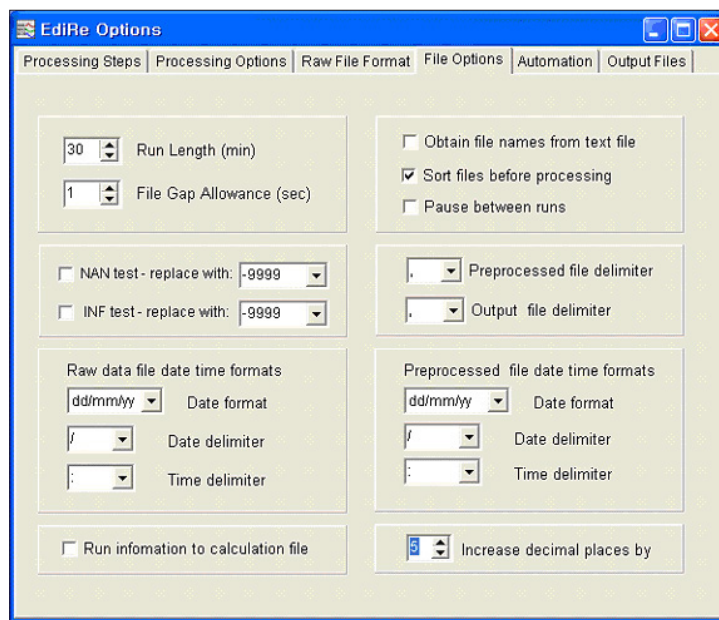 EdiRe Options
Processing Steps
Processing Options
Raw File Format
File Options
Automation
Output Files
30 Run Length (min)
1 File Gap Allowance (sec)
Obtain file names from text file
Sort files before processing
Pause between runs
NAN test - replace with: -9999
INF test - replace with: -9999
, Preprocessed file delimiter
, Output file delimiter
Raw data file date time formats
dd/mm/yy Date format
/ Date delimiter
: Time delimiter
Preprocessed file date time formats
dd/mm/yy Date format
/ Date delimiter
: Time delimiter
Run infomation to calculation file
5 Increase decimal places by